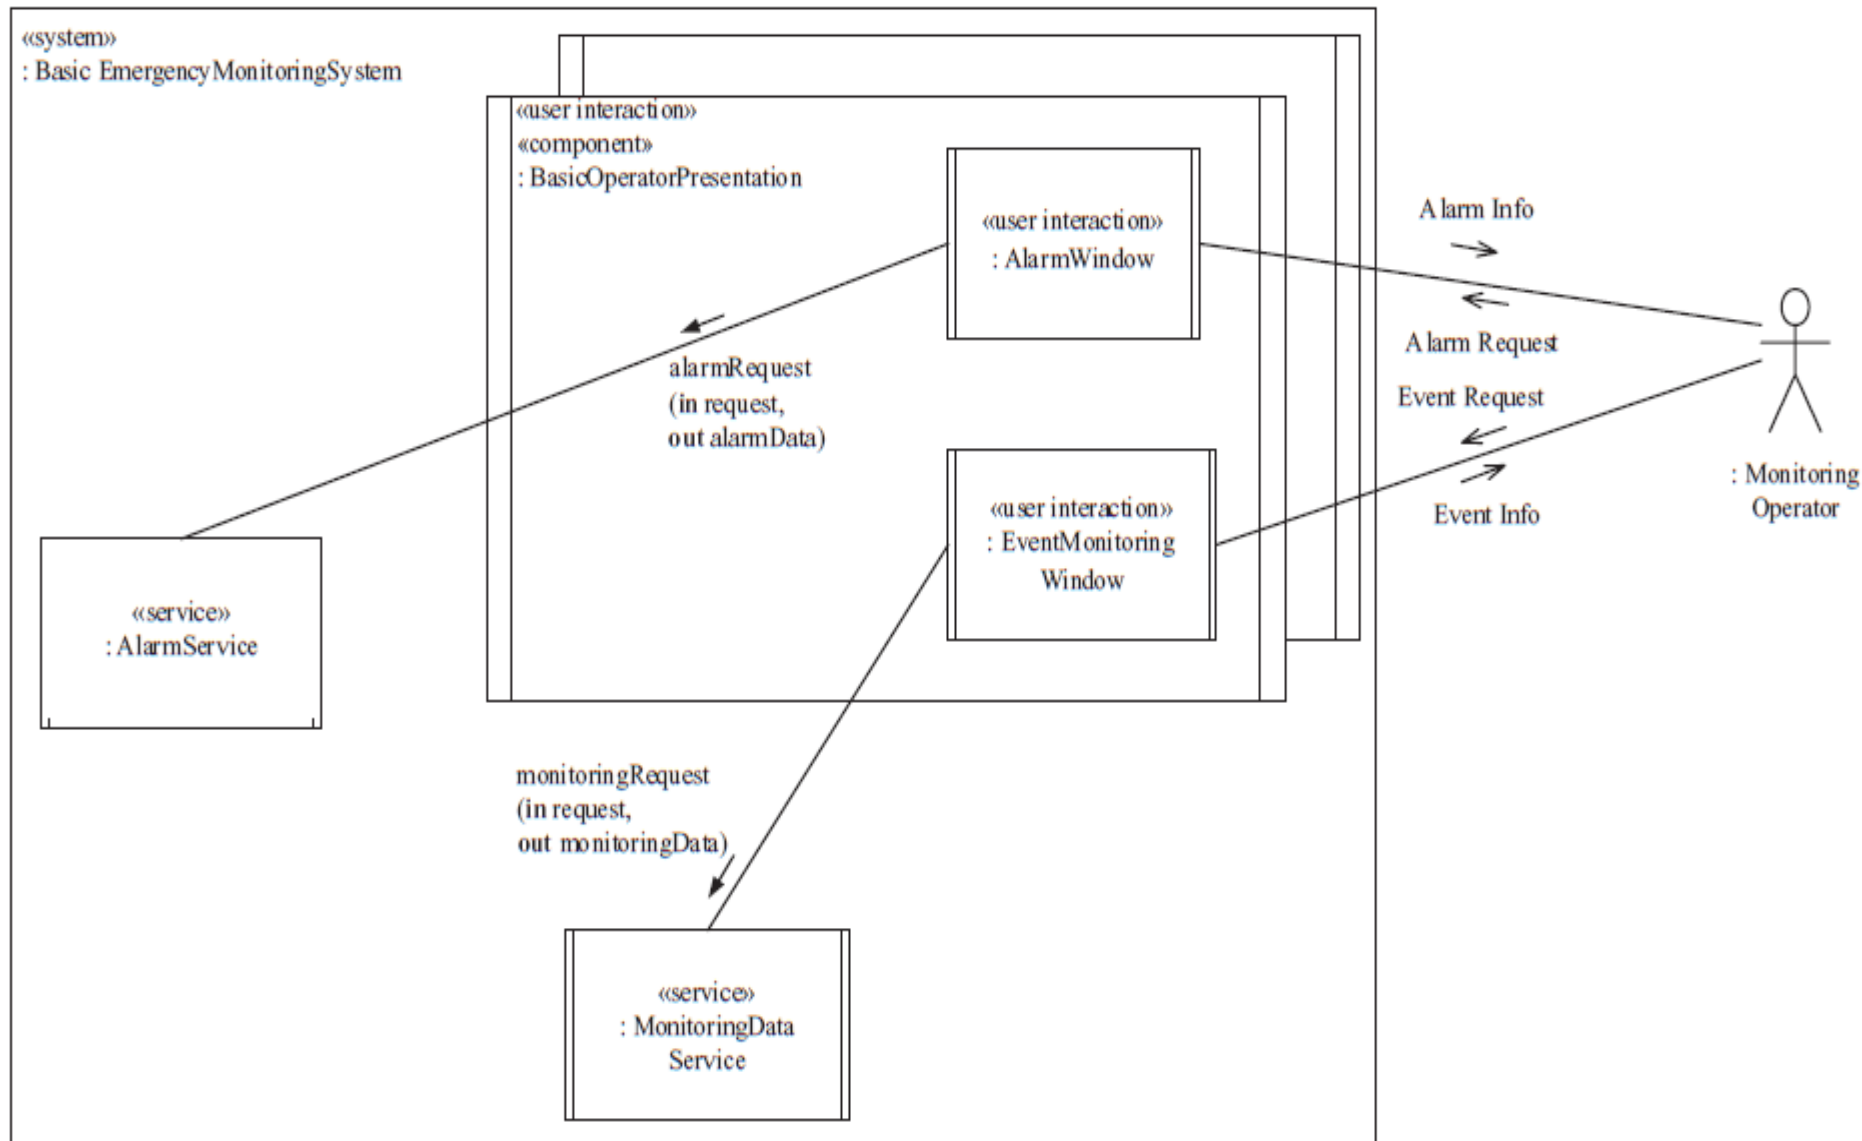 «system»
: Basic EmergencyMonitoringSystem
«user interaction»
«component»
: BasicOperatorPresentation
«user interaction»
: AlarmWindow
Alarm Info
Alarm Request
alarmRequest
(in request,
out alarmData)
Event Request
Event Info
: Monitoring
Operator
«user interaction»
: EventMonitoring
Window
«service»
: AlarmService
monitoringRequest
(in request,
out monitoringData)
«service»
: MonitoringData
Service